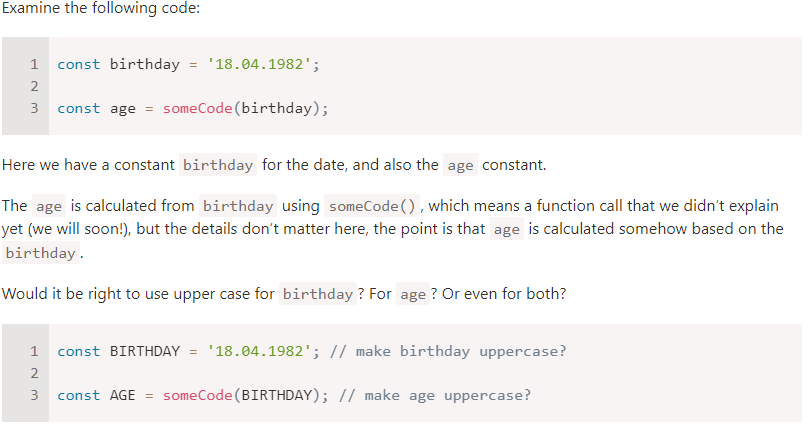 Examine the following code:
1 const birthday = '18.04.1982';
2
3 const age = someCode(birthday);
Here we have a constant birthday for the date, and also the age constant.
The age is calculated from birthday using someCode(), which means a function call that we didn’t explain
yet (we will soon!), but the details don’t matter here, the point is that age is calculated somehow based on the
birthday.
Would it be right to use upper case for birthday? For age? Or even for both?
1 const BIRTHDAY = '18.04.1982'; // make birthday uppercase?
2
3 const AGE = someCode(BIRTHDAY); // make age uppercase?